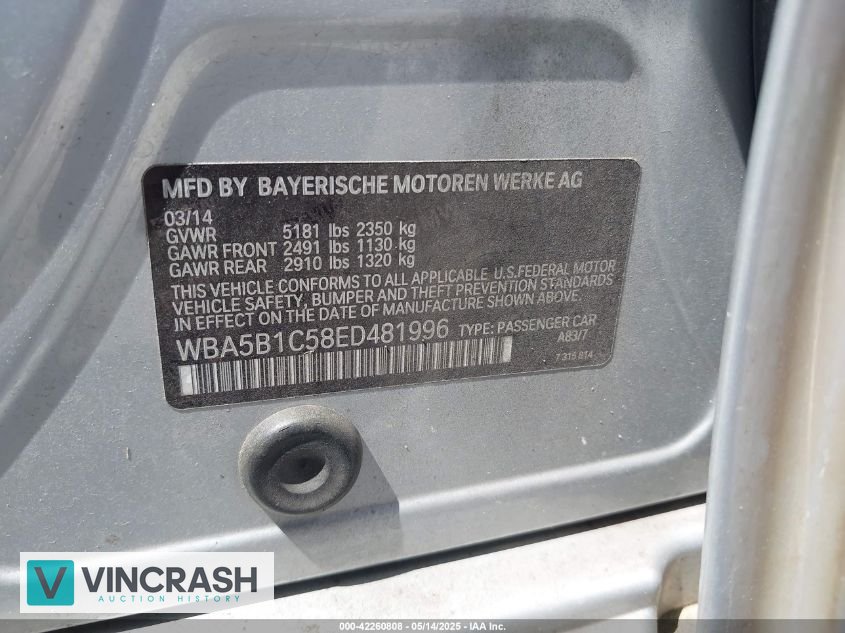 MFD BY BAYERISCHE MOTOREN WERKE AG
03/14
GVWR 5181 lbs 2350 kg
GAWR FRONT 2491 lbs 1130 kg
GAWR REAR 2910 lbs 1320 kg
THIS VEHICLE CONFORMS TO ALL APPLICABLE U.S.FEDERAL MOTOR
VEHICLE SAFETY, BUMPER AND THEFT PREVENTION STANDARDS
IN EFFECT ON THE DATE OF MANUFACTURE SHOWN ABOVE.
WBA5B1C58ED481996 TYPE: PASSENGER CAR
A83/7
7 315 814
VINCRASH
AUCTION HISTORY
000-42260808 - 05/14/2025 - IAA Inc.